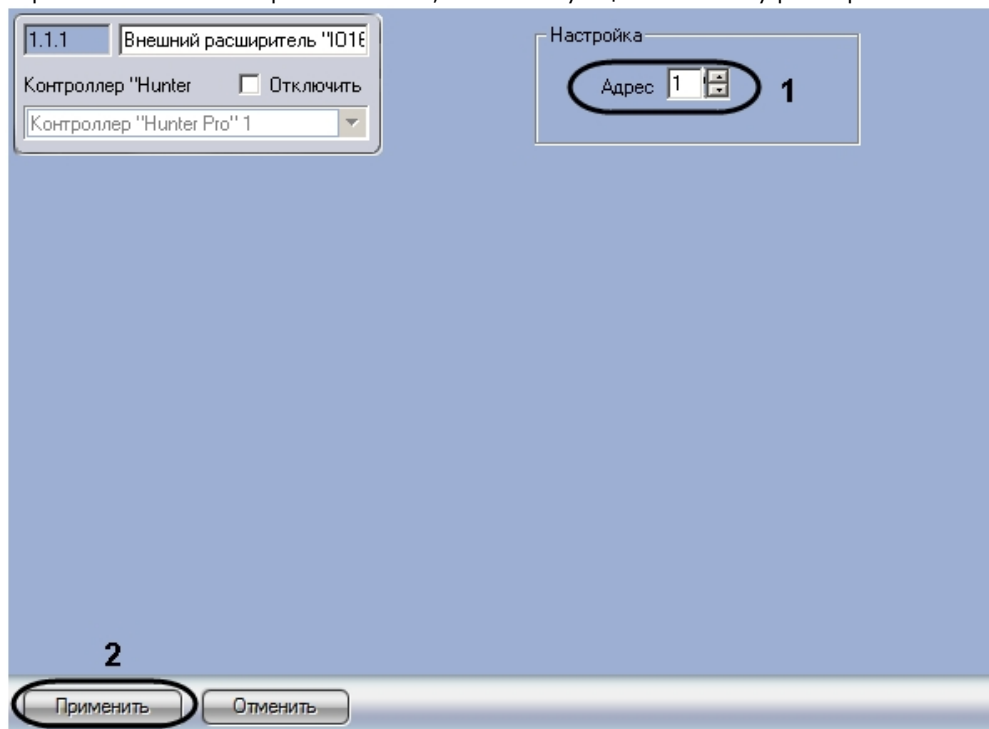 1.1.1 Внешний расширитель "IO16
Контроллер "Hunter Отключить
Контроллер "Hunter Pro" 1
Настройка
Адрес 1
1
2
Применить Отменить